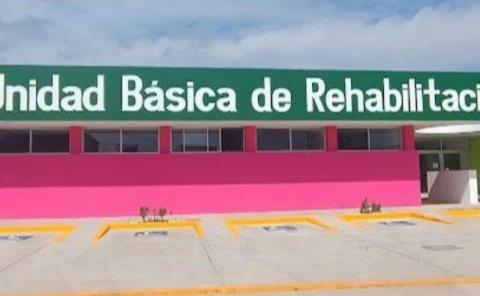 Unidad Básica de Rehabilitaci